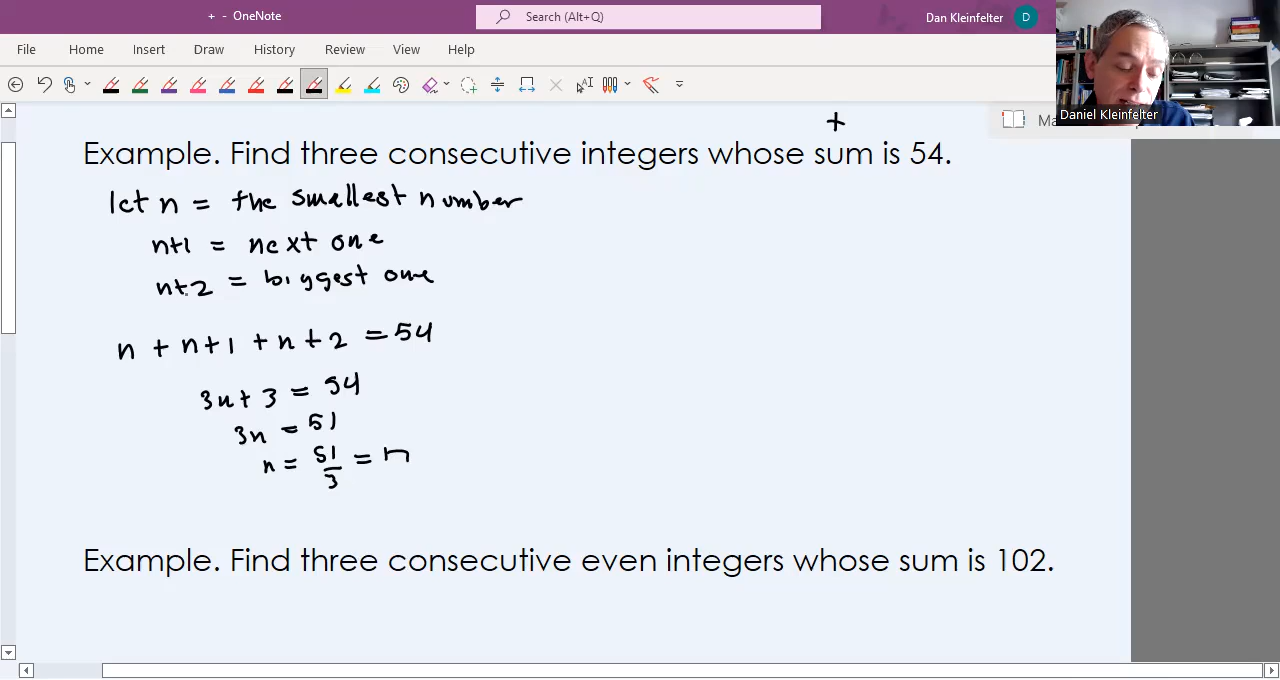 + - OneNote
Search (Alt+Q)
Dan Kleinfelter
D
File Home Insert Draw History Review View Help
Daniel Kleinfelter
Ma
+
Example. Find three consecutive integers whose sum is 54.
let n = the smallest number
n+1 = next one
n+2 = biggest one
n + n+1 + n+2 = 54
3n+3 = 54
3n = 51
n = 51/3 =
Example. Find three consecutive even integers whose sum is 102.